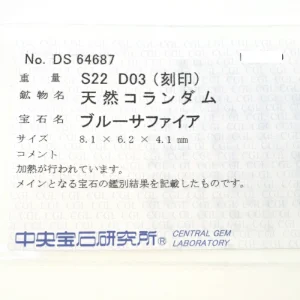 No. DS 64687
重量 S22 D03 (刻印)
鉱物名 天然コランダム
宝石名 ブルーサファイア
サイズ 8.1 × 6.2 × 4.1 mm
コメント
加熱が行われています。
メインとなる宝石の鑑別結果を記載したものです。
中央宝石研究所® CENTRAL GEM
LABORATORY